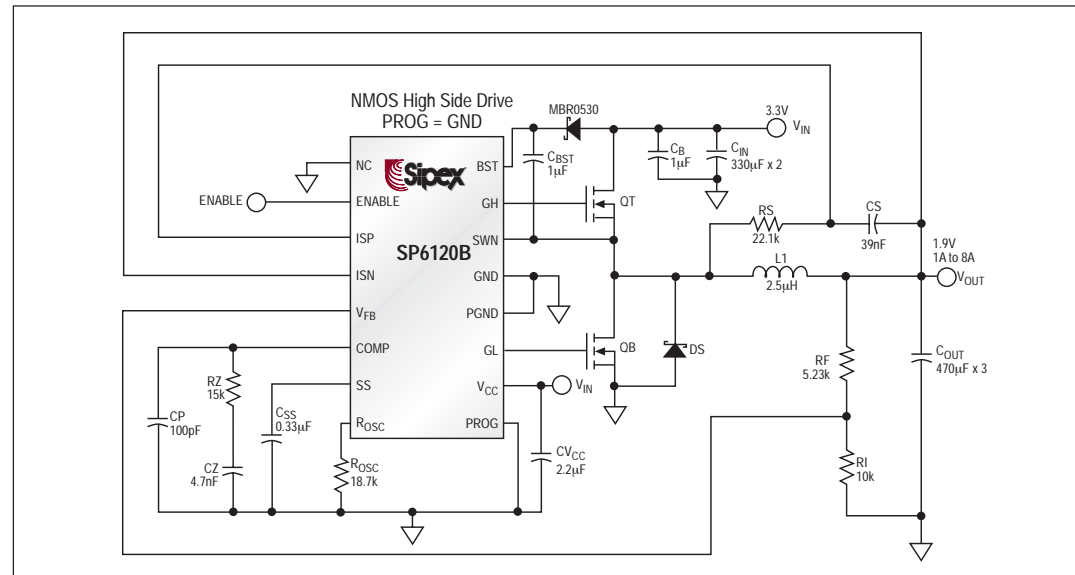 NMOS High Side Drive
PROG = GND
MBR0530
3.3V
VIN
CBST
1µF
CB
1µF
CIN
330µF x 2
NC
Sipex
BST
ENABLE
ENABLE
GH
QT
RS
22.1k
CS
39nF
ISP
SWN
SP6120B
1.9V
1A to 8A
VOUT
ISN
GND
L1
2.5µH
VFB
PGND
COMP
GL
QB
DS
RF
5.23k
COUT
470µF x 3
RZ
15k
SS
VCC
VIN
CP
100pF
CSS
0.33µF
ROSC
PROG
CZ
4.7nF
ROSC
18.7k
CVCC
2.2µF
RI
10k